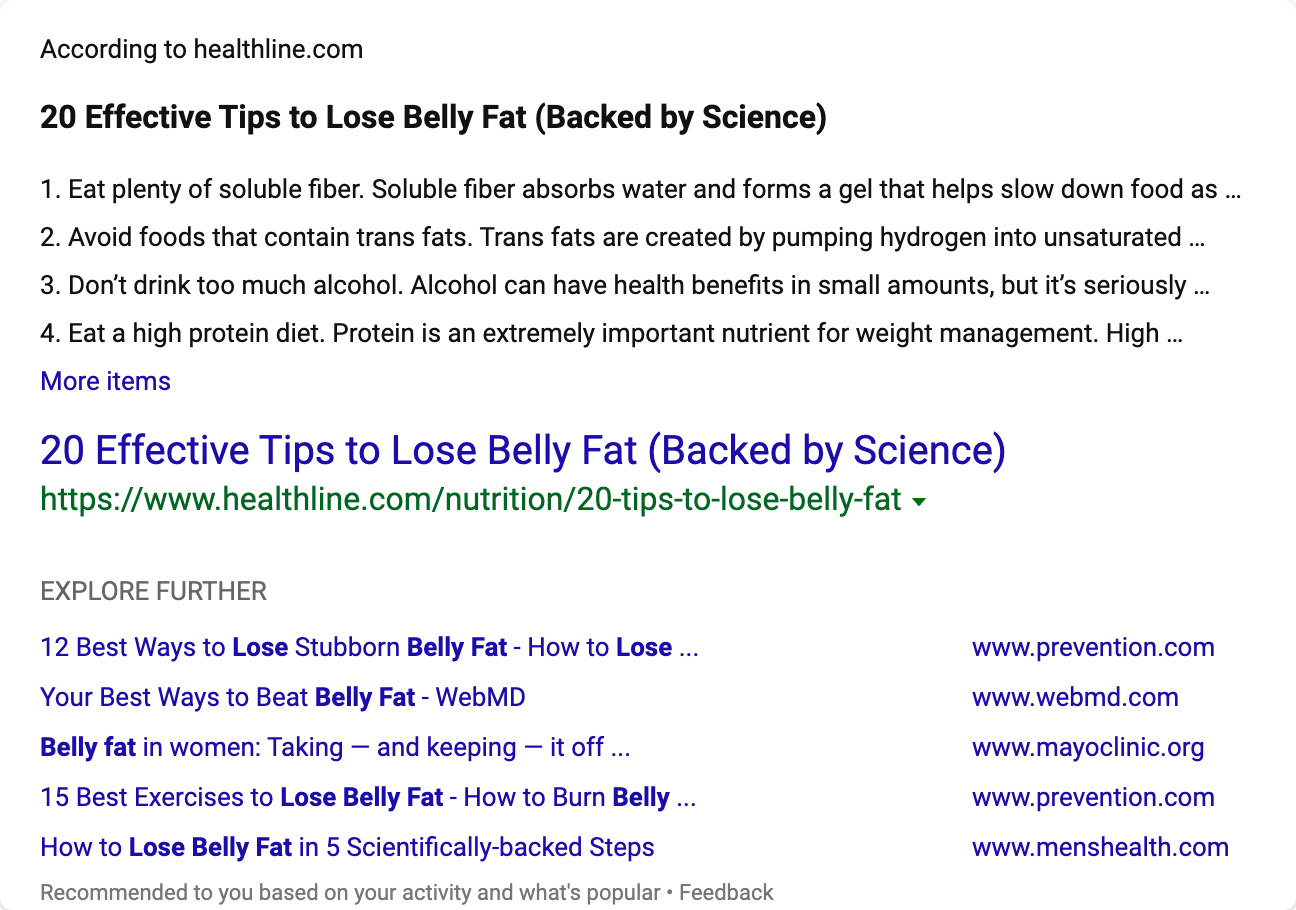 According to healthline.com
20 Effective Tips to Lose Belly Fat (Backed by Science)
1. Eat plenty of soluble fiber. Soluble fiber absorbs water and forms a gel that helps slow down food as ...
2. Avoid foods that contain trans fats. Trans fats are created by pumping hydrogen into unsaturated ...
3. Don’t drink too much alcohol. Alcohol can have health benefits in small amounts, but it’s seriously ...
4. Eat a high protein diet. Protein is an extremely important nutrient for weight management. High ...
More items
20 Effective Tips to Lose Belly Fat (Backed by Science)
https://www.healthline.com/nutrition/20-tips-to-lose-belly-fat
EXPLORE FURTHER
12 Best Ways to Lose Stubborn Belly Fat - How to Lose ... www.prevention.com
Your Best Ways to Beat Belly Fat - WebMD www.webmd.com
Belly fat in women: Taking — and keeping — it off ... www.mayoclinic.org
15 Best Exercises to Lose Belly Fat - How to Burn Belly ... www.prevention.com
How to Lose Belly Fat in 5 Scientifically-backed Steps www.menshealth.com
Recommended to you based on your activity and what's popular • Feedback